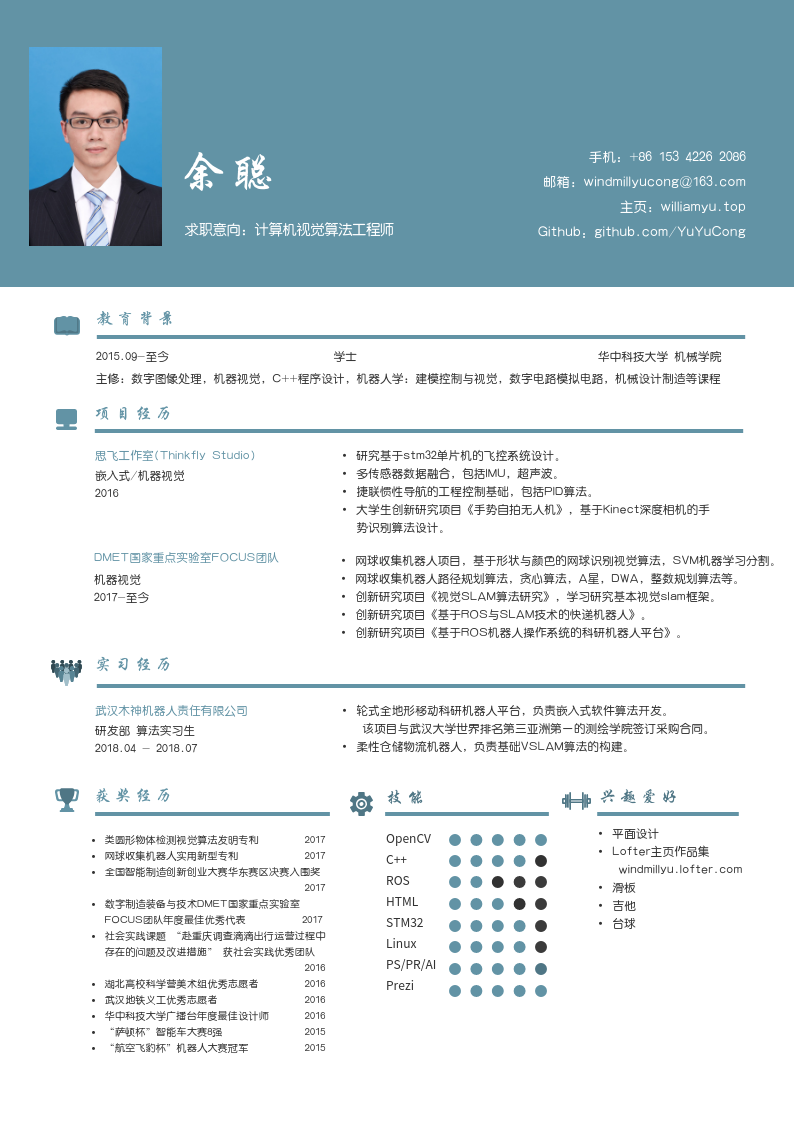 余聪
求职意向：计算机视觉算法工程师
手机：+86 153 4226 2086
邮箱：windmillyucong@163.com
主页：williamyu.top
Github：github.com/YuYuCong
教育背景
2015.09-至今 学士 华中科技大学 机械学院
主修：数字图像处理，机器视觉，C++程序设计，机器人学：建模控制与视觉，数字电路模拟电路，机械设计制造等课程
项目经历
思飞工作室(Thinkfly Studio)
嵌入式/机器视觉
2016
• 研究基于stm32单片机的飞控系统设计。
• 多传感器数据融合，包括IMU，超声波。
• 捷联惯性导航的工程控制基础，包括PID算法。
• 大学生创新研究项目《手势自拍无人机》，基于Kinect深度相机的手
势识别算法设计。
DMET国家重点实验室FOCUS团队
机器视觉
2017-至今
• 网球收集机器人项目，基于形状与颜色的网球识别视觉算法，SVM机器学习分割。
• 网球收集机器人路径规划算法，贪心算法，A星，DWA，整数规划算法等。
• 创新研究项目《视觉SLAM算法研究》，学习研究基本视觉slam框架。
• 创新研究项目《基于ROS与SLAM技术的快递机器人》。
• 创新研究项目《基于ROS机器人操作系统的科研机器人平台》。
实习经历
武汉木神机器人责任有限公司
研发部 算法实习生
2018.04 - 2018.07
• 轮式全地形移动科研机器人平台，负责嵌入式软件算法开发。
该项目与武汉大学世界排名第三亚洲第一的测绘学院签订采购合同。
• 柔性仓储物流机器人，负责基础VSLAM算法的构建。
获奖经历
• 类圆形物体检测视觉算法发明专利 2017
• 网球收集机器人实用新型专利 2017
• 全国智能制造创新创业大赛华东赛区决赛入围奖
2017
• 数字制造装备与技术DMET国家重点实验室
FOCUS团队年度最佳优秀代表 2017
• 社会实践课题 “赴重庆调查滴滴出行运营过程中
存在的问题及改进措施” 获社会实践优秀团队
2016
• 湖北高校科学营美术组优秀志愿者 2016
• 武汉地铁义工优秀志愿者 2016
• 华中科技大学广播台年度最佳设计师 2016
• “萨顿杯”智能车大赛8强 2015
• “航空飞豹杯”机器人大赛冠军 2015
技能
OpenCV
C++
ROS
HTML
STM32
Linux
PS/PR/AI
Prezi
兴趣爱好
• 平面设计
• Lofter主页作品集
windmillyu.lofter.com
• 滑板
• 吉他
• 台球